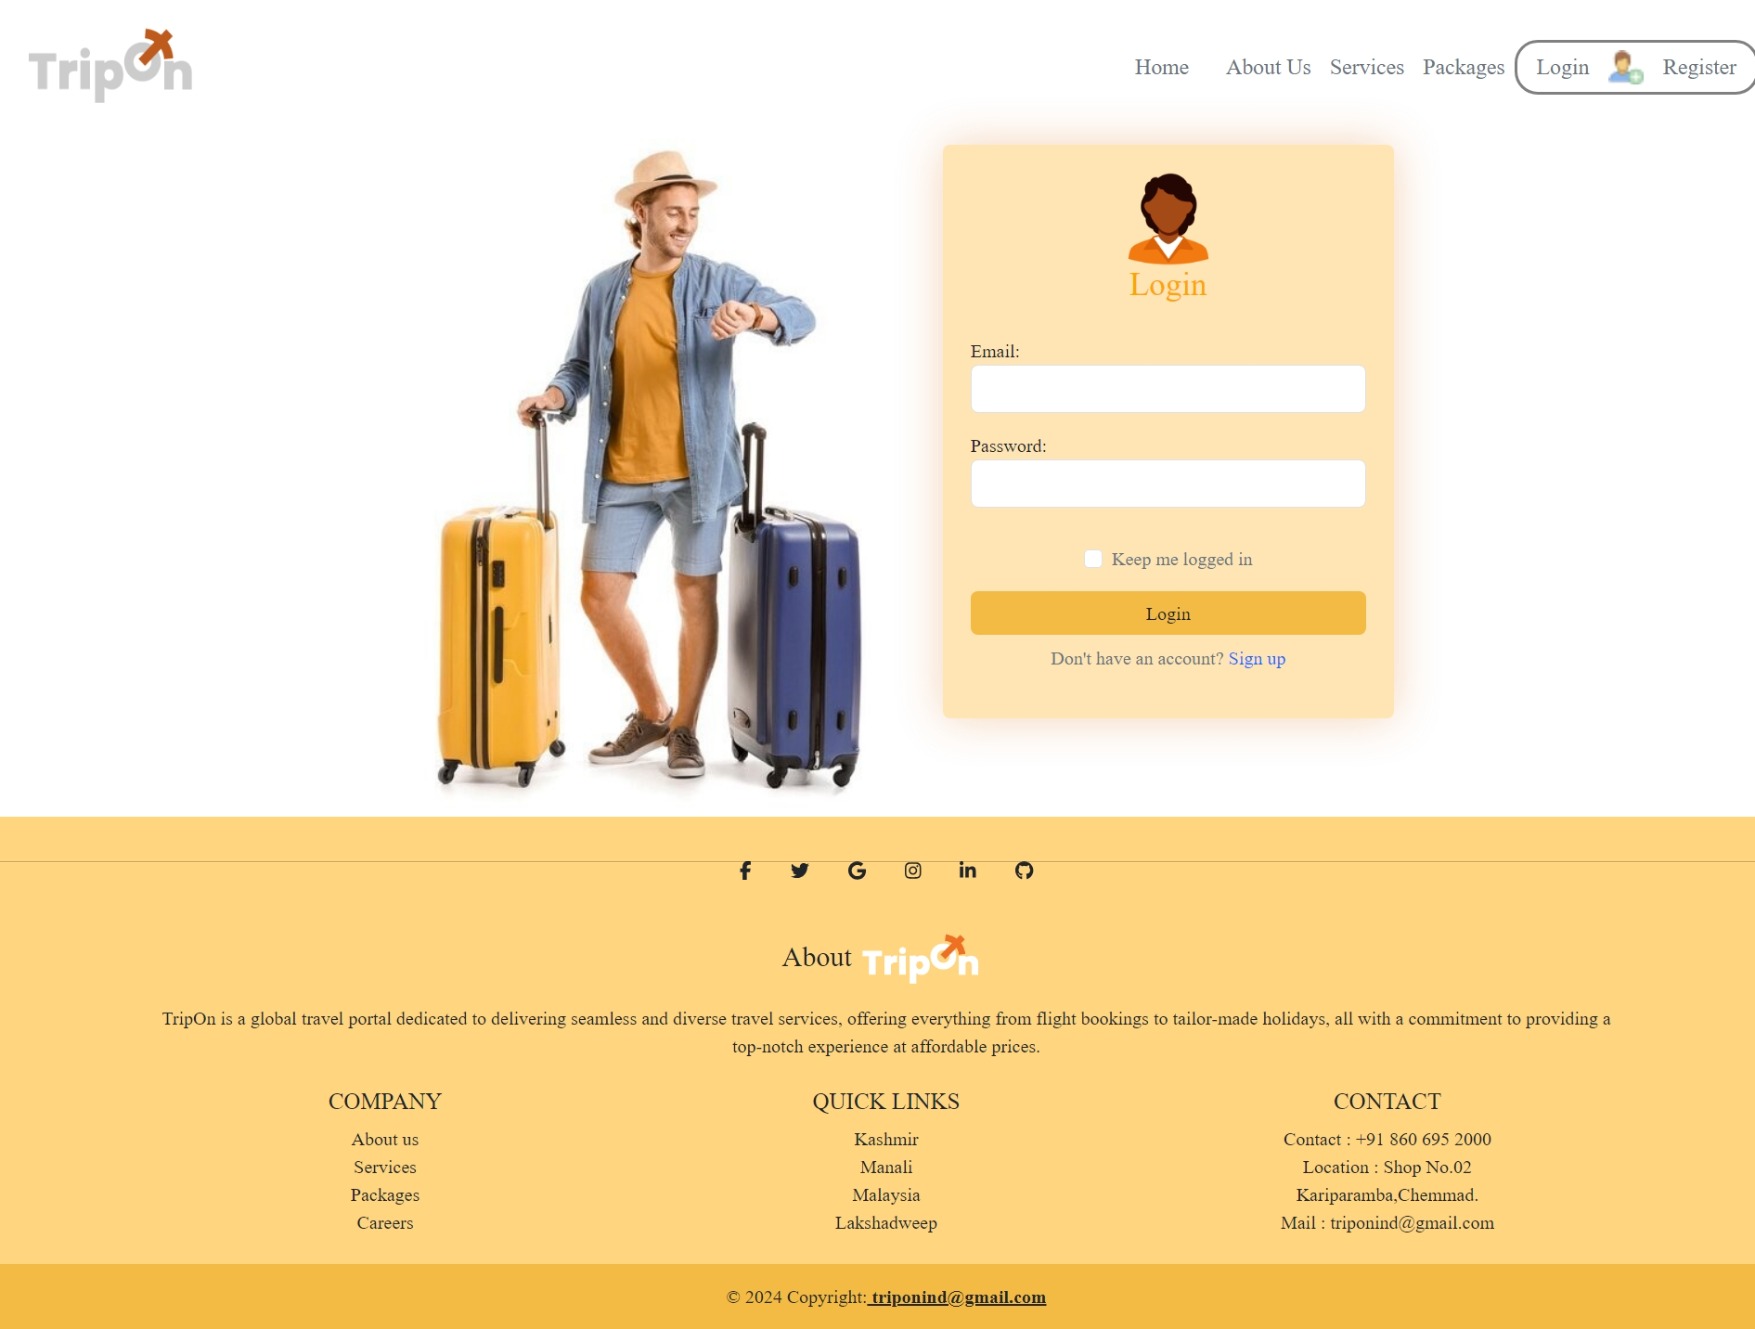 TripOn
Home About Us Services Packages Login Register
Login
Email:
Password:
Keep me logged in
Login
Don't have an account? Sign up
About TripOn
TripOn is a global travel portal dedicated to delivering seamless and diverse travel services, offering everything from flight bookings to tailor-made holidays, all with a commitment to providing a
top-notch experience at affordable prices.
COMPANY
About us
Services
Packages
Careers
QUICK LINKS
Kashmir
Manali
Malaysia
Lakshadweep
CONTACT
Contact : +91 860 695 2000
Location : Shop No.02
Kariparamba,Chemmad.
Mail : triponind@gmail.com
© 2024 Copyright: triponind@gmail.com